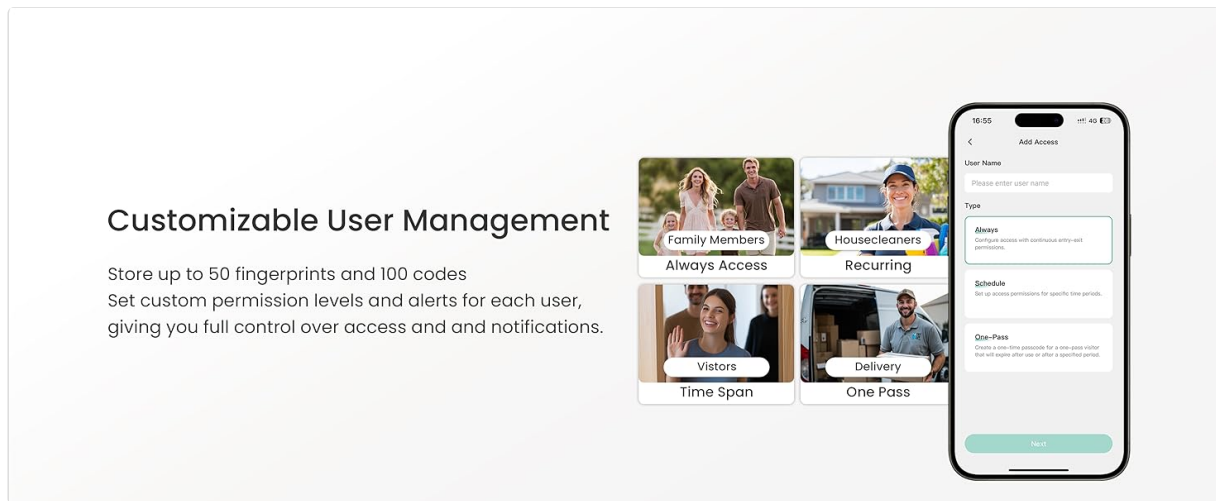 Customizable User Management
Store up to 50 fingerprints and 100 codes
Set custom permission levels and alerts for each user,
giving you full control over access and and notifications.
Family Members
Always Access
Housecleaners
Recurring
Vistors
Time Span
Delivery
One Pass
16:55
4G
Add Access
User Name
Please enter user name
Type
Always
Configure access with continuous entry-exit
permissions.
Schedule
Set up access permissions for specific time periods.
One-Pass
Create a one-time passcode for a one-pass visitor
that will expire after use or after a specified period.
Next